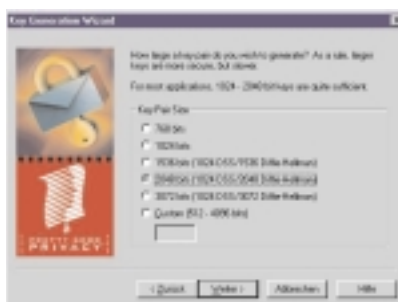 Key Generation Wizard
How large a key pair do you wish to generate? As a rule, larger
keys are more secure, but slower.
For most applications, 1024 - 2048 bit keys are quite sufficient.
Key Pair Size
768 bits
1024 bits
1536 bits (1024 DSS/1536 Diffie-Hellman)
2048 bits (1024 DSS/2048 Diffie-Hellman)
3072 bits (1024 DSS/3072 Diffie-Hellman)
Custom (512 - 4096 bits)
PRETTY GOOD
PRIVACY
< Zurück
Weiter >
Abbrechen
Hilfe